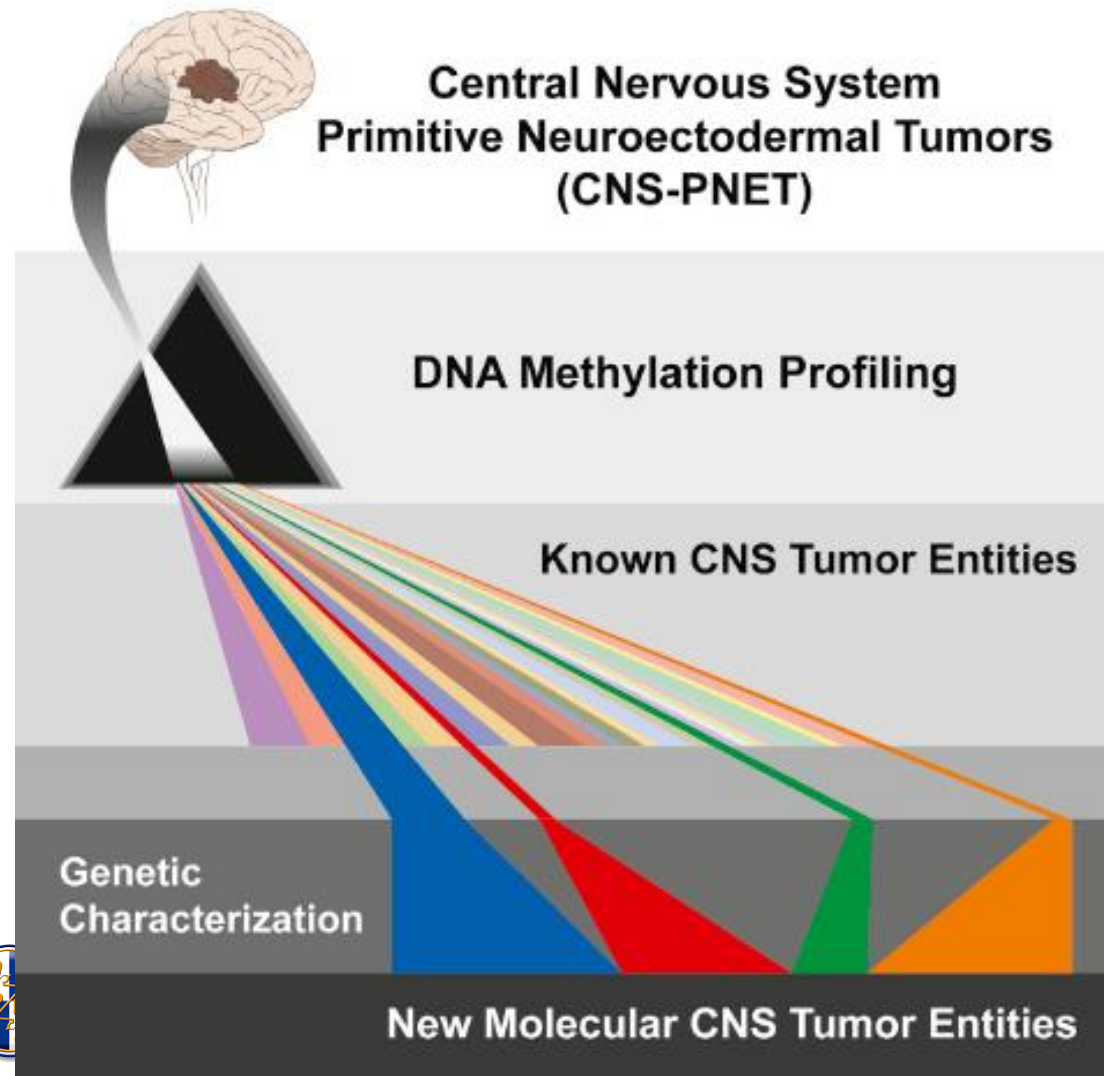 Central Nervous System
Primitive Neuroectodermal Tumors
(CNS-PNET)
DNA Methylation Profiling
Known CNS Tumor Entities
Genetic
Characterization
New Molecular CNS Tumor Entities